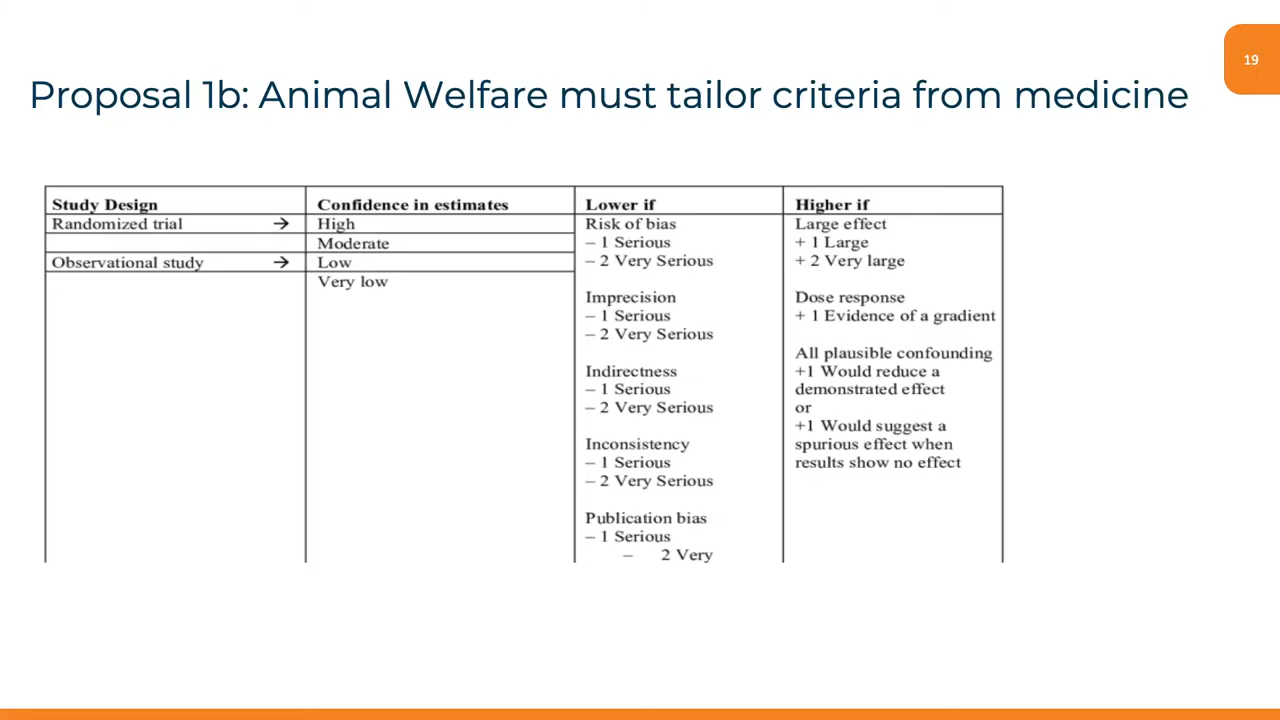 19
Proposal 1b: Animal Welfare must tailor criteria from medicine
Study Design
Randomized trial →
Observational study →
Confidence in estimates
High
Moderate
Low
Very low
Lower if
Risk of bias
– 1 Serious
– 2 Very Serious
Imprecision
– 1 Serious
– 2 Very Serious
Indirectness
– 1 Serious
– 2 Very Serious
Inconsistency
– 1 Serious
– 2 Very Serious
Publication bias
– 1 Serious
– 2 Very
Higher if
Large effect
+ 1 Large
+ 2 Very large
Dose response
+ 1 Evidence of a gradient
All plausible confounding
+1 Would reduce a
demonstrated effect
or
+1 Would suggest a
spurious effect when
results show no effect